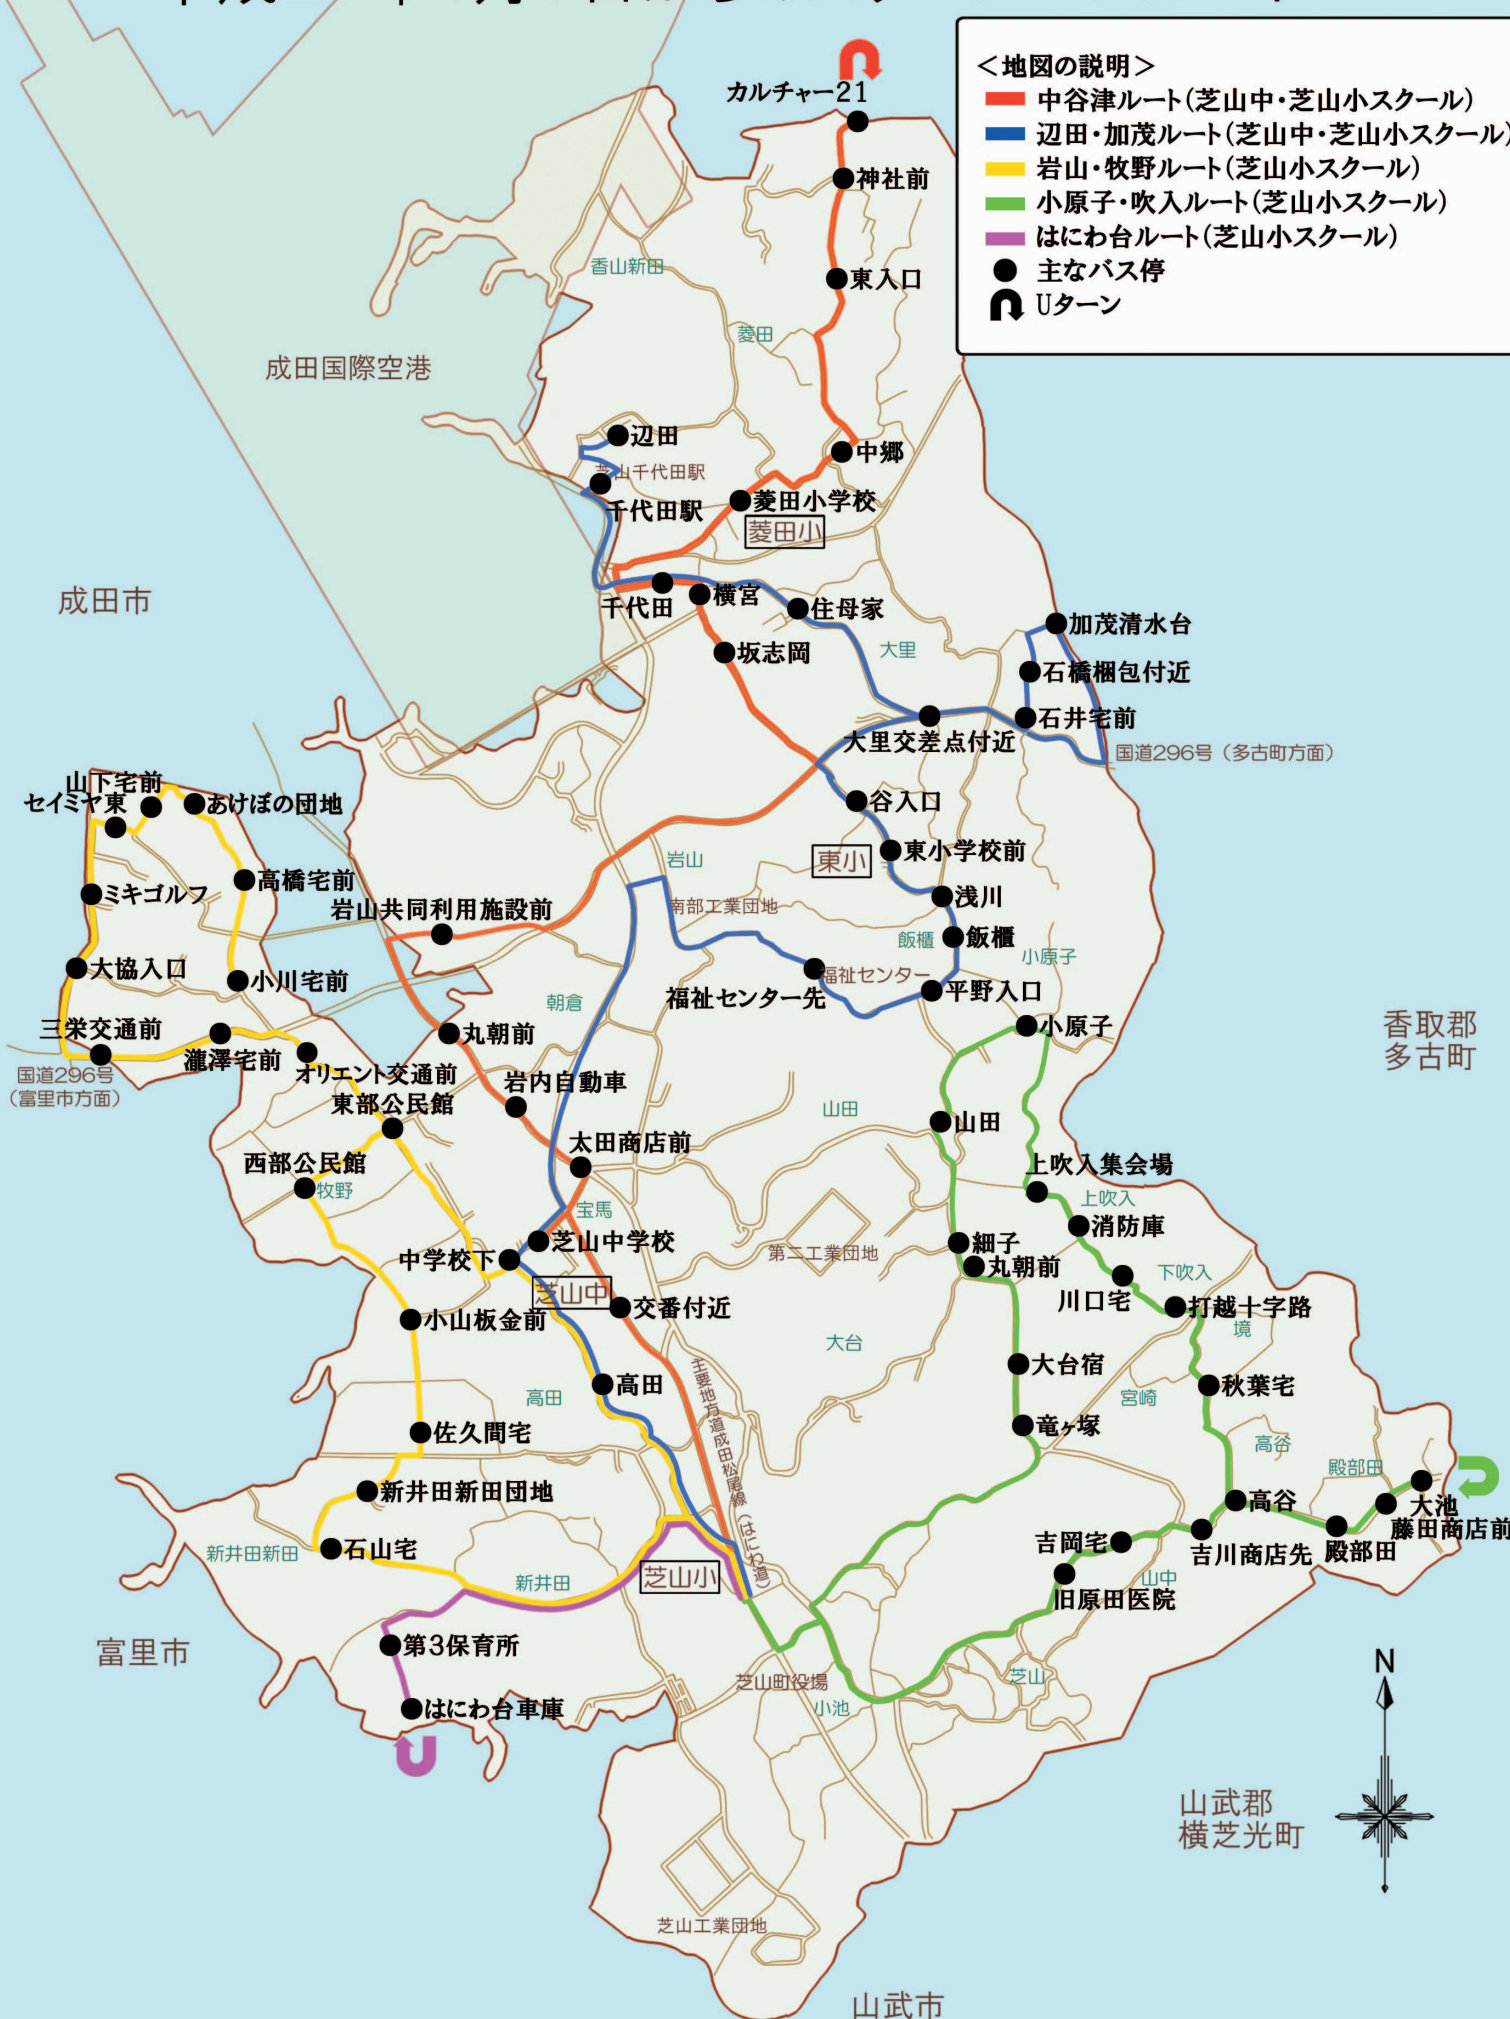 カルチャー21
＜地図の説明＞
中谷津ルート(芝山中・芝山小スクール)
辺田・加茂ルート(芝山中・芝山小スクール)
岩山・牧野ルート(芝山小スクール)
小原子・吹入ルート(芝山小スクール)
はにわ台ルート(芝山小スクール)
主なバス停
Uターン
神社前
香山新田
東入口
菱田
成田国際空港
辺田
中郷
芝山千代田駅
千代田駅
菱田小学校
菱田小
成田市
千代田
横宮
住母家
加茂清水台
坂志岡
大里
石橋梱包付近
石井宅前
大里交差点付近
国道296号（多古町方面）
山下宅前
セイミヤ東
あけぼの団地
谷入口
東小学校前
東小
岩山
高橋宅前
ミキゴルフ
岩山共同利用施設前
南部工業団地
浅川
飯櫃
飯櫃
小原子
大協入口
小川宅前
福祉センター
福祉センター先
平野入口
朝倉
小原子
香取郡
多古町
三栄交通前
瀧澤宅前
丸朝前
国道296号
（富里市方面）
オリエント交通前
岩内自動車
東部公民館
山田
山田
太田商店前
西部公民館
牧野
上吹入集会場
上吹入
宝馬
消防庫
芝山中学校
中学校下
第二工業団地
細子
丸朝前
下吹入
芝山中
川口宅
交番付近
打越十字路
小山板金前
境
大台
大台宿
高田
高田
秋葉宅
宮崎
主要地方道成田松尾線（はにわ道）
佐久間宅
竜ヶ塚
高谷
殿部田
新井田新田団地
高谷
大池
藤田商店前
石山宅
新井田新田
吉岡宅
吉川商店先
殿部田
新井田
芝山小
山中
旧原田医院
富里市
第3保育所
芝山町役場
芝山
N
はにわ台車庫
小池
山武郡
横芝光町
芝山工業団地
山武市